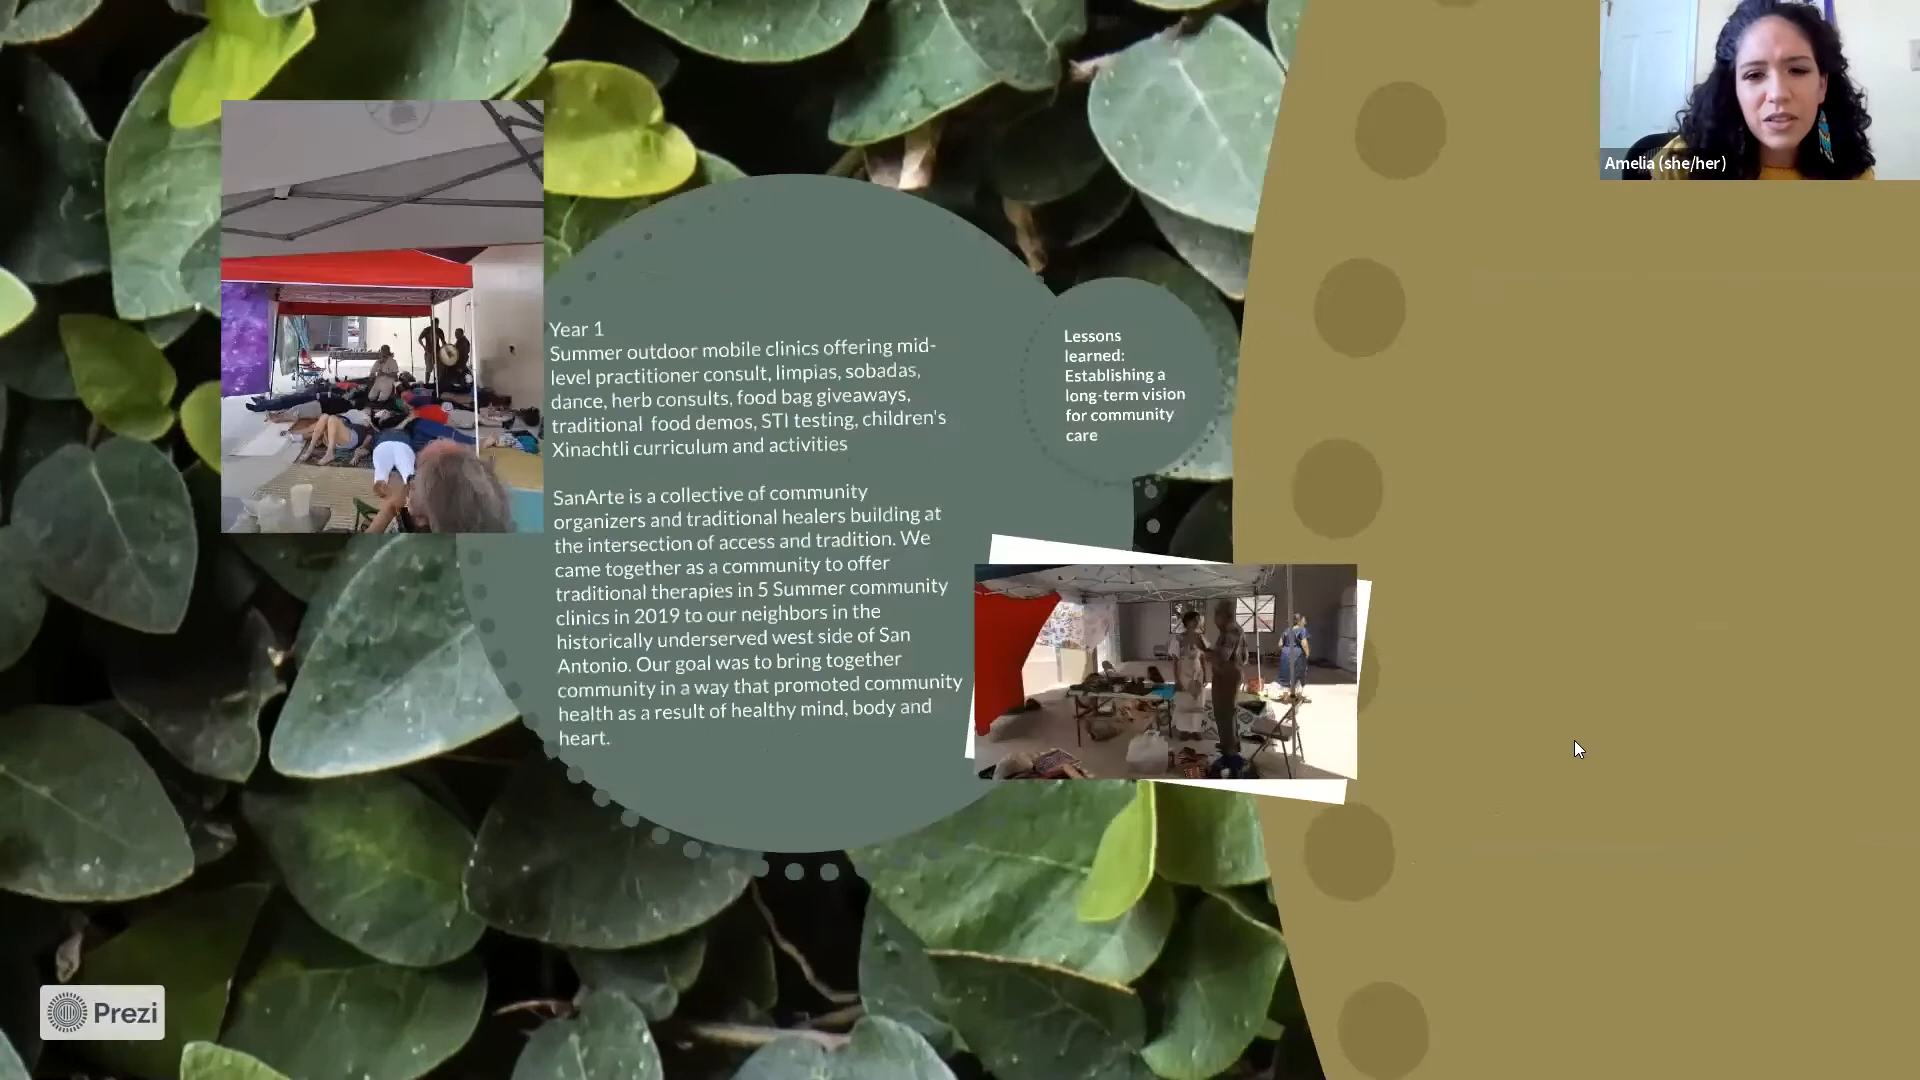 Amelia (she/her)
Year 1
Summer outdoor mobile clinics offering mid-
level practitioner consult, limpias, sobadas,
dance, herb consults, food bag giveaways,
traditional  food demos, STI testing, children's
Xinachtli curriculum and activities
SanArte is a collective of community
organizers and traditional healers building at
the intersection of access and tradition. We
came together as a community to offer
traditional therapies in 5 Summer community
clinics in 2019 to our neighbors in the
historically underserved west side of San
Antonio. Our goal was to bring together
community in a way that promoted community
health as a result of healthy mind, body and
heart.
Lessons
learned:
Establishing a
long-term vision
for community
care
Prezi